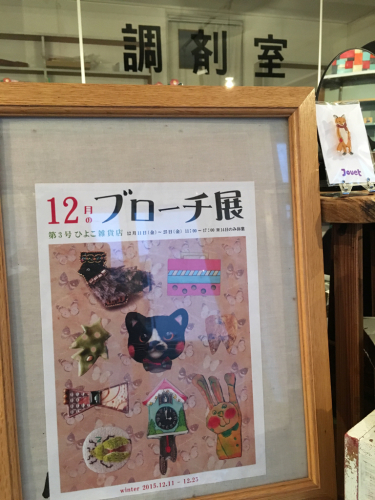 調剤室
Jouet
12月のブローチ展
第3号ひよこ雑貨店
winter 2015.12.11 ~ 12.25